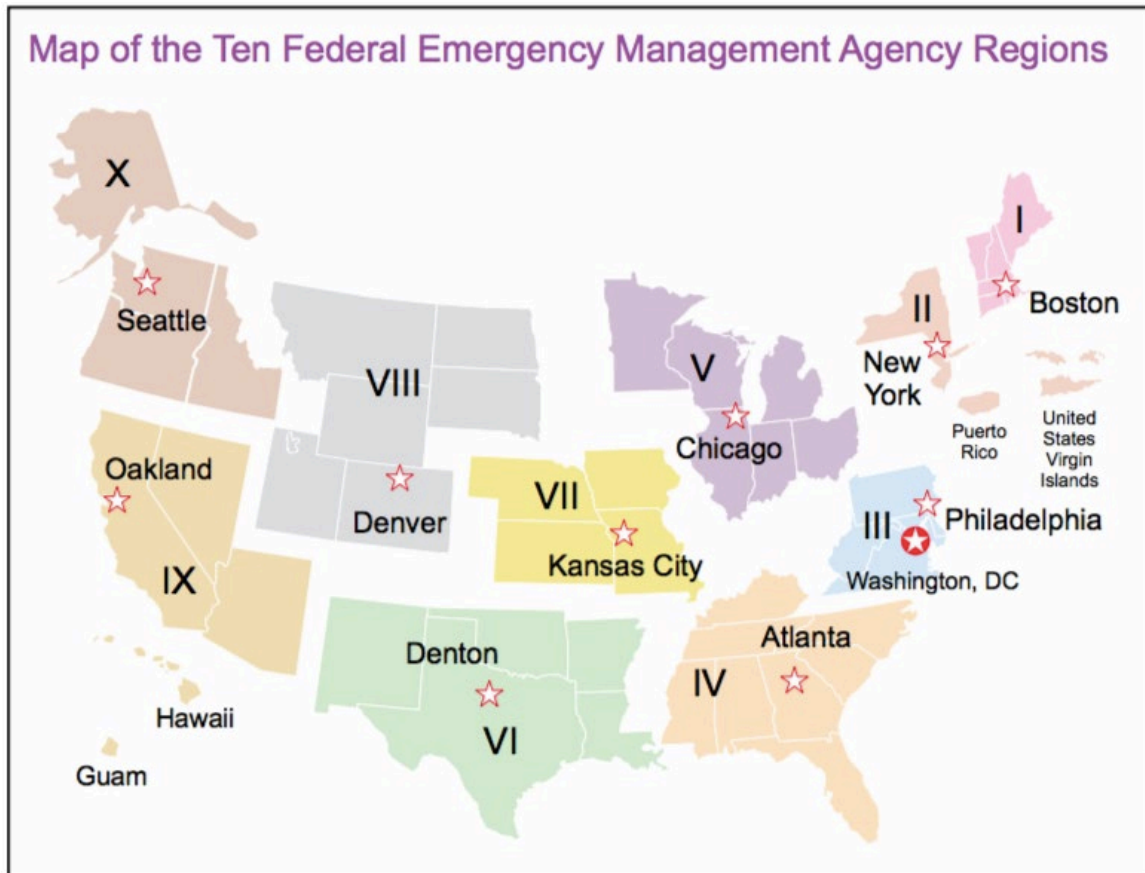 Map of the Ten Federal Emergency Management Agency Regions
X
I
Seattle
II
Boston
VIII
V
New
York
Puerto
Rico
United
States
Virgin
Islands
Oakland
Chicago
VII
Denver
III
Philadelphia
Kansas City
IX
Washington, DC
Denton
Atlanta
IV
VI
Hawaii
Guam